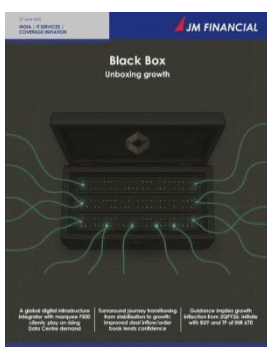 27 June 2025
INDIA | IT SERVICES |
COVERAGE INITIATION
JM FINANCIAL
Black Box
Unboxing growth
A global digital infrastructure
integrator with marquee F500
clients; play on rising
Data Centre demand
Turnaround journey transitioning
from stabilisation to growth;
improved deal inflow/order
book lends confidence
Guidance implies growth
inflection from 2QFY26; initiate
with BUY and TP of INR 670